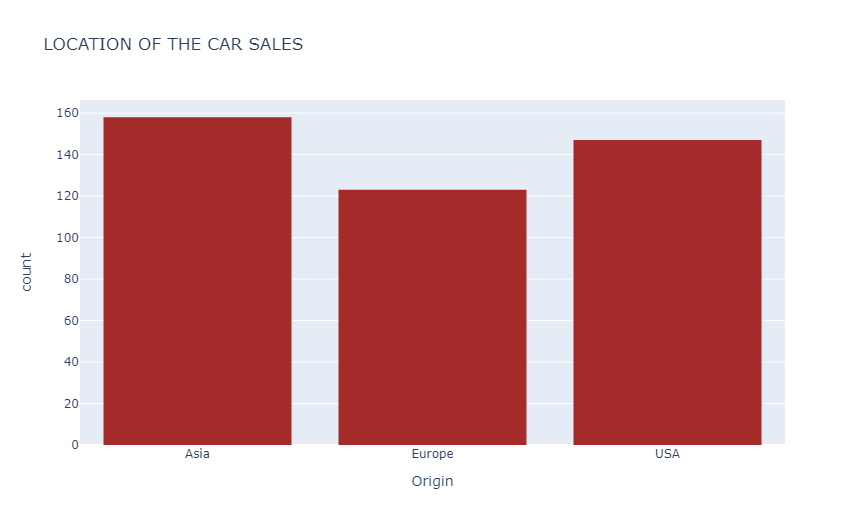 LOCATION OF THE CAR SALES
160
140
120
100
80
60
40
20
0
count
Asia Europe USA
Origin